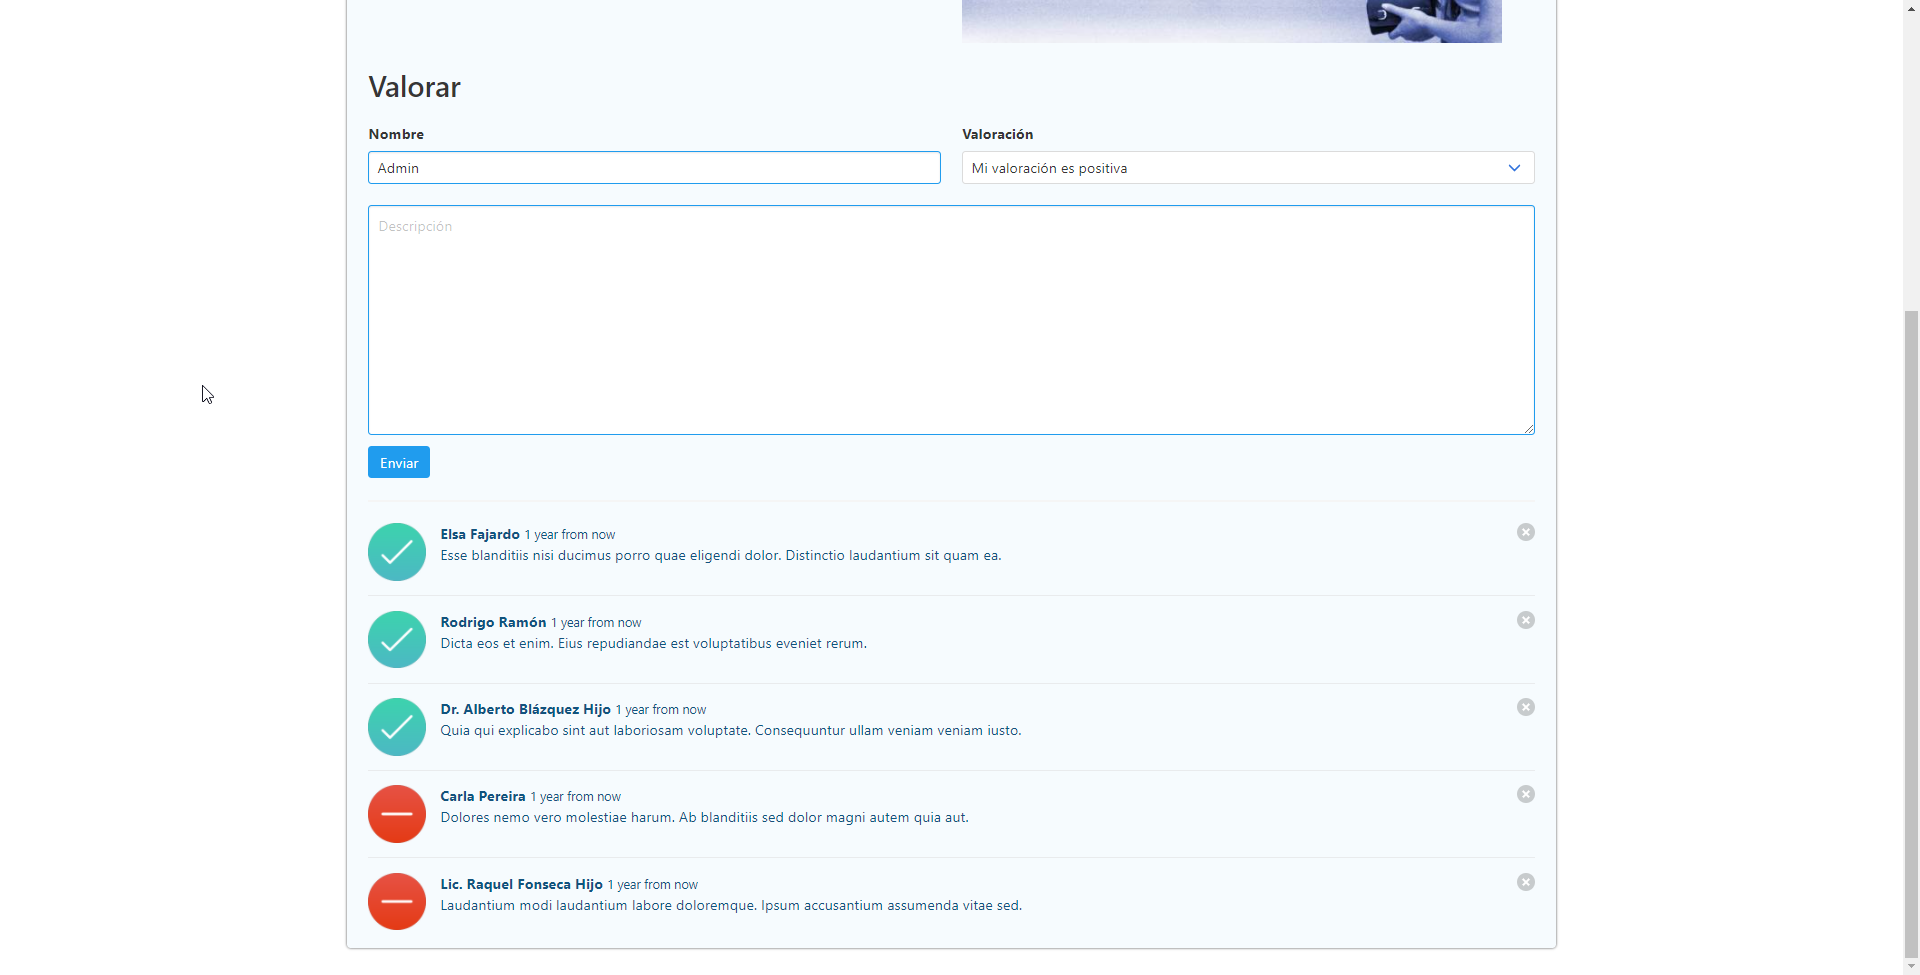 Valorar
Nombre
Valoración
Admin
Mi valoración es positiva
Descripción
Enviar
Elsa Fajardo 1 year from now
Esse blanditiis nisi ducimus porro quae eligendi dolor. Distinctio laudantium sit quam ea.
Rodrigo Ramón 1 year from now
Dicta eos et enim. Eius repudiandae est voluptatibus eveniet rerum.
Dr. Alberto Blázquez Hijo 1 year from now
Quia qui explicabo sint aut laboriosam voluptate. Consequuntur ullam veniam veniam iusto.
Carla Pereira 1 year from now
Dolores nemo vero molestiae harum. Ab blanditiis sed dolor magni autem quia aut.
Lic. Raquel Fonseca Hijo 1 year from now
Laudantium modi laudantium labore doloremque. Ipsum accusantium assumenda vitae sed.